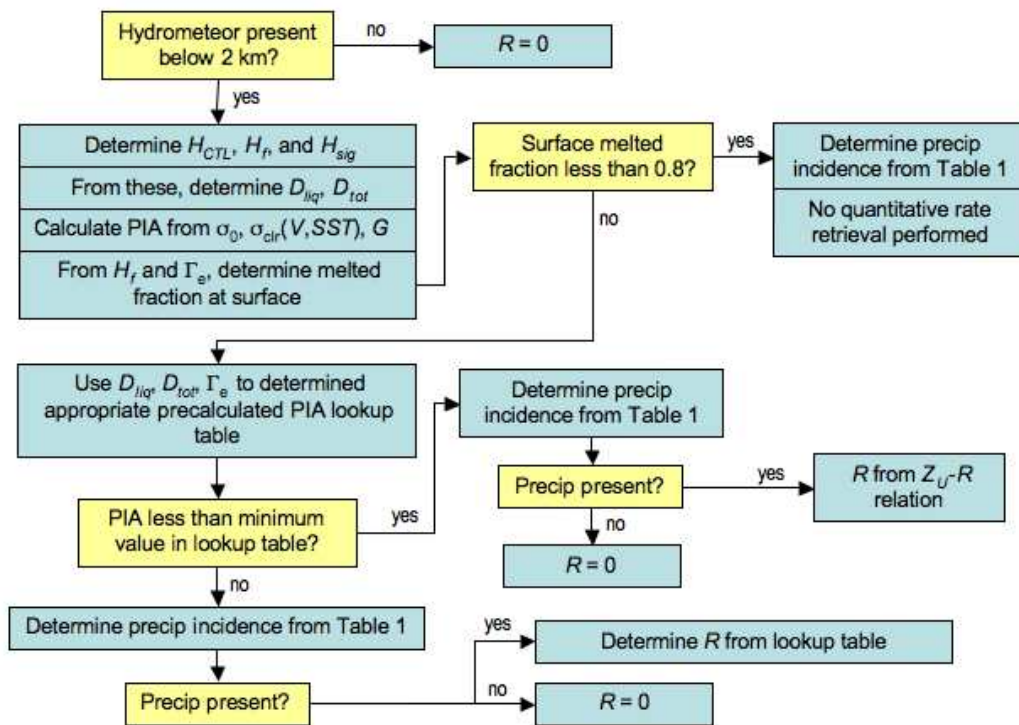 Hydrometeor present
below 2 km?
no
R = 0
yes
Determine H_CTL, H_f, and H_sig
From these, determine D_liq, D_tot
Calculate PIA from σ₀, σ_clr(V,SST), G
From H_f and Γ_e, determine melted
fraction at surface
Surface melted
fraction less than 0.8?
yes
Determine precip
incidence from Table 1
No quantitative rate
retrieval performed
no
Use D_liq, D_tot, Γ_e to determined
appropriate precalculated PIA lookup
table
Determine precip
incidence from Table 1
Precip present?
yes
R from Z_U-R
relation
no
R = 0
PIA less than minimum
value in lookup table?
yes
no
Determine precip incidence from Table 1
Precip present?
yes
Determine R from lookup table
no
R = 0